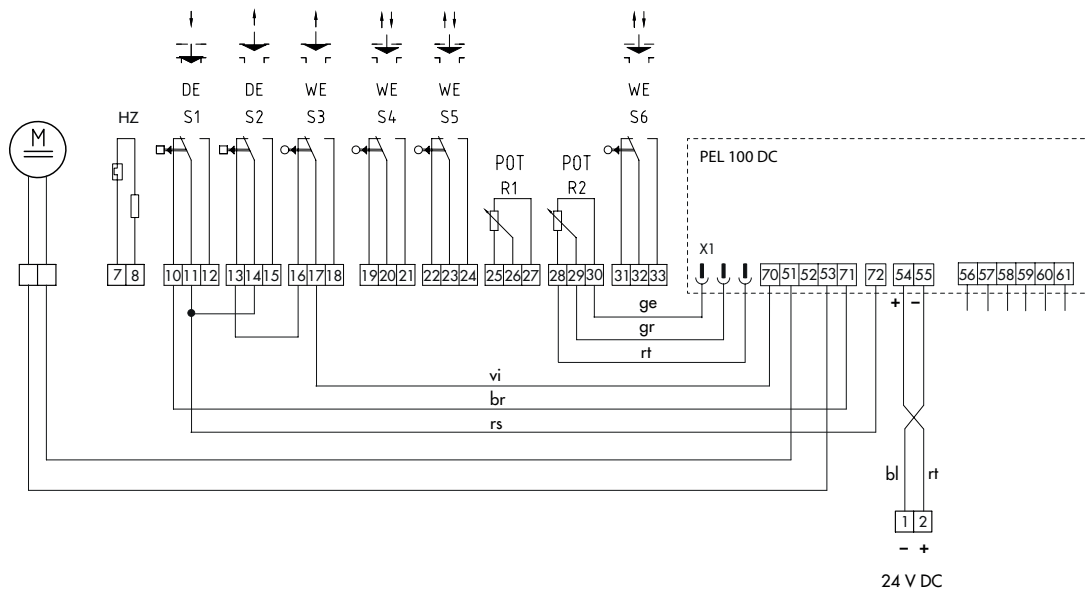 DE DE WE WE WE WE
HZ S1 S2 S3 S4 S5 S6
M
PEL 100 DC
POT POT
R1 R2
X1
7 8 10 11 12 13 14 15 16 17 18 19 20 21 22 23 24 25 26 27 28 29 30 31 32 33 70 51 52 53 71 72 54 55 56 57 58 59 60 61
+ −
ge
gr
rt
vi
br
rs
bl rt
1 2
− +
24 V DC